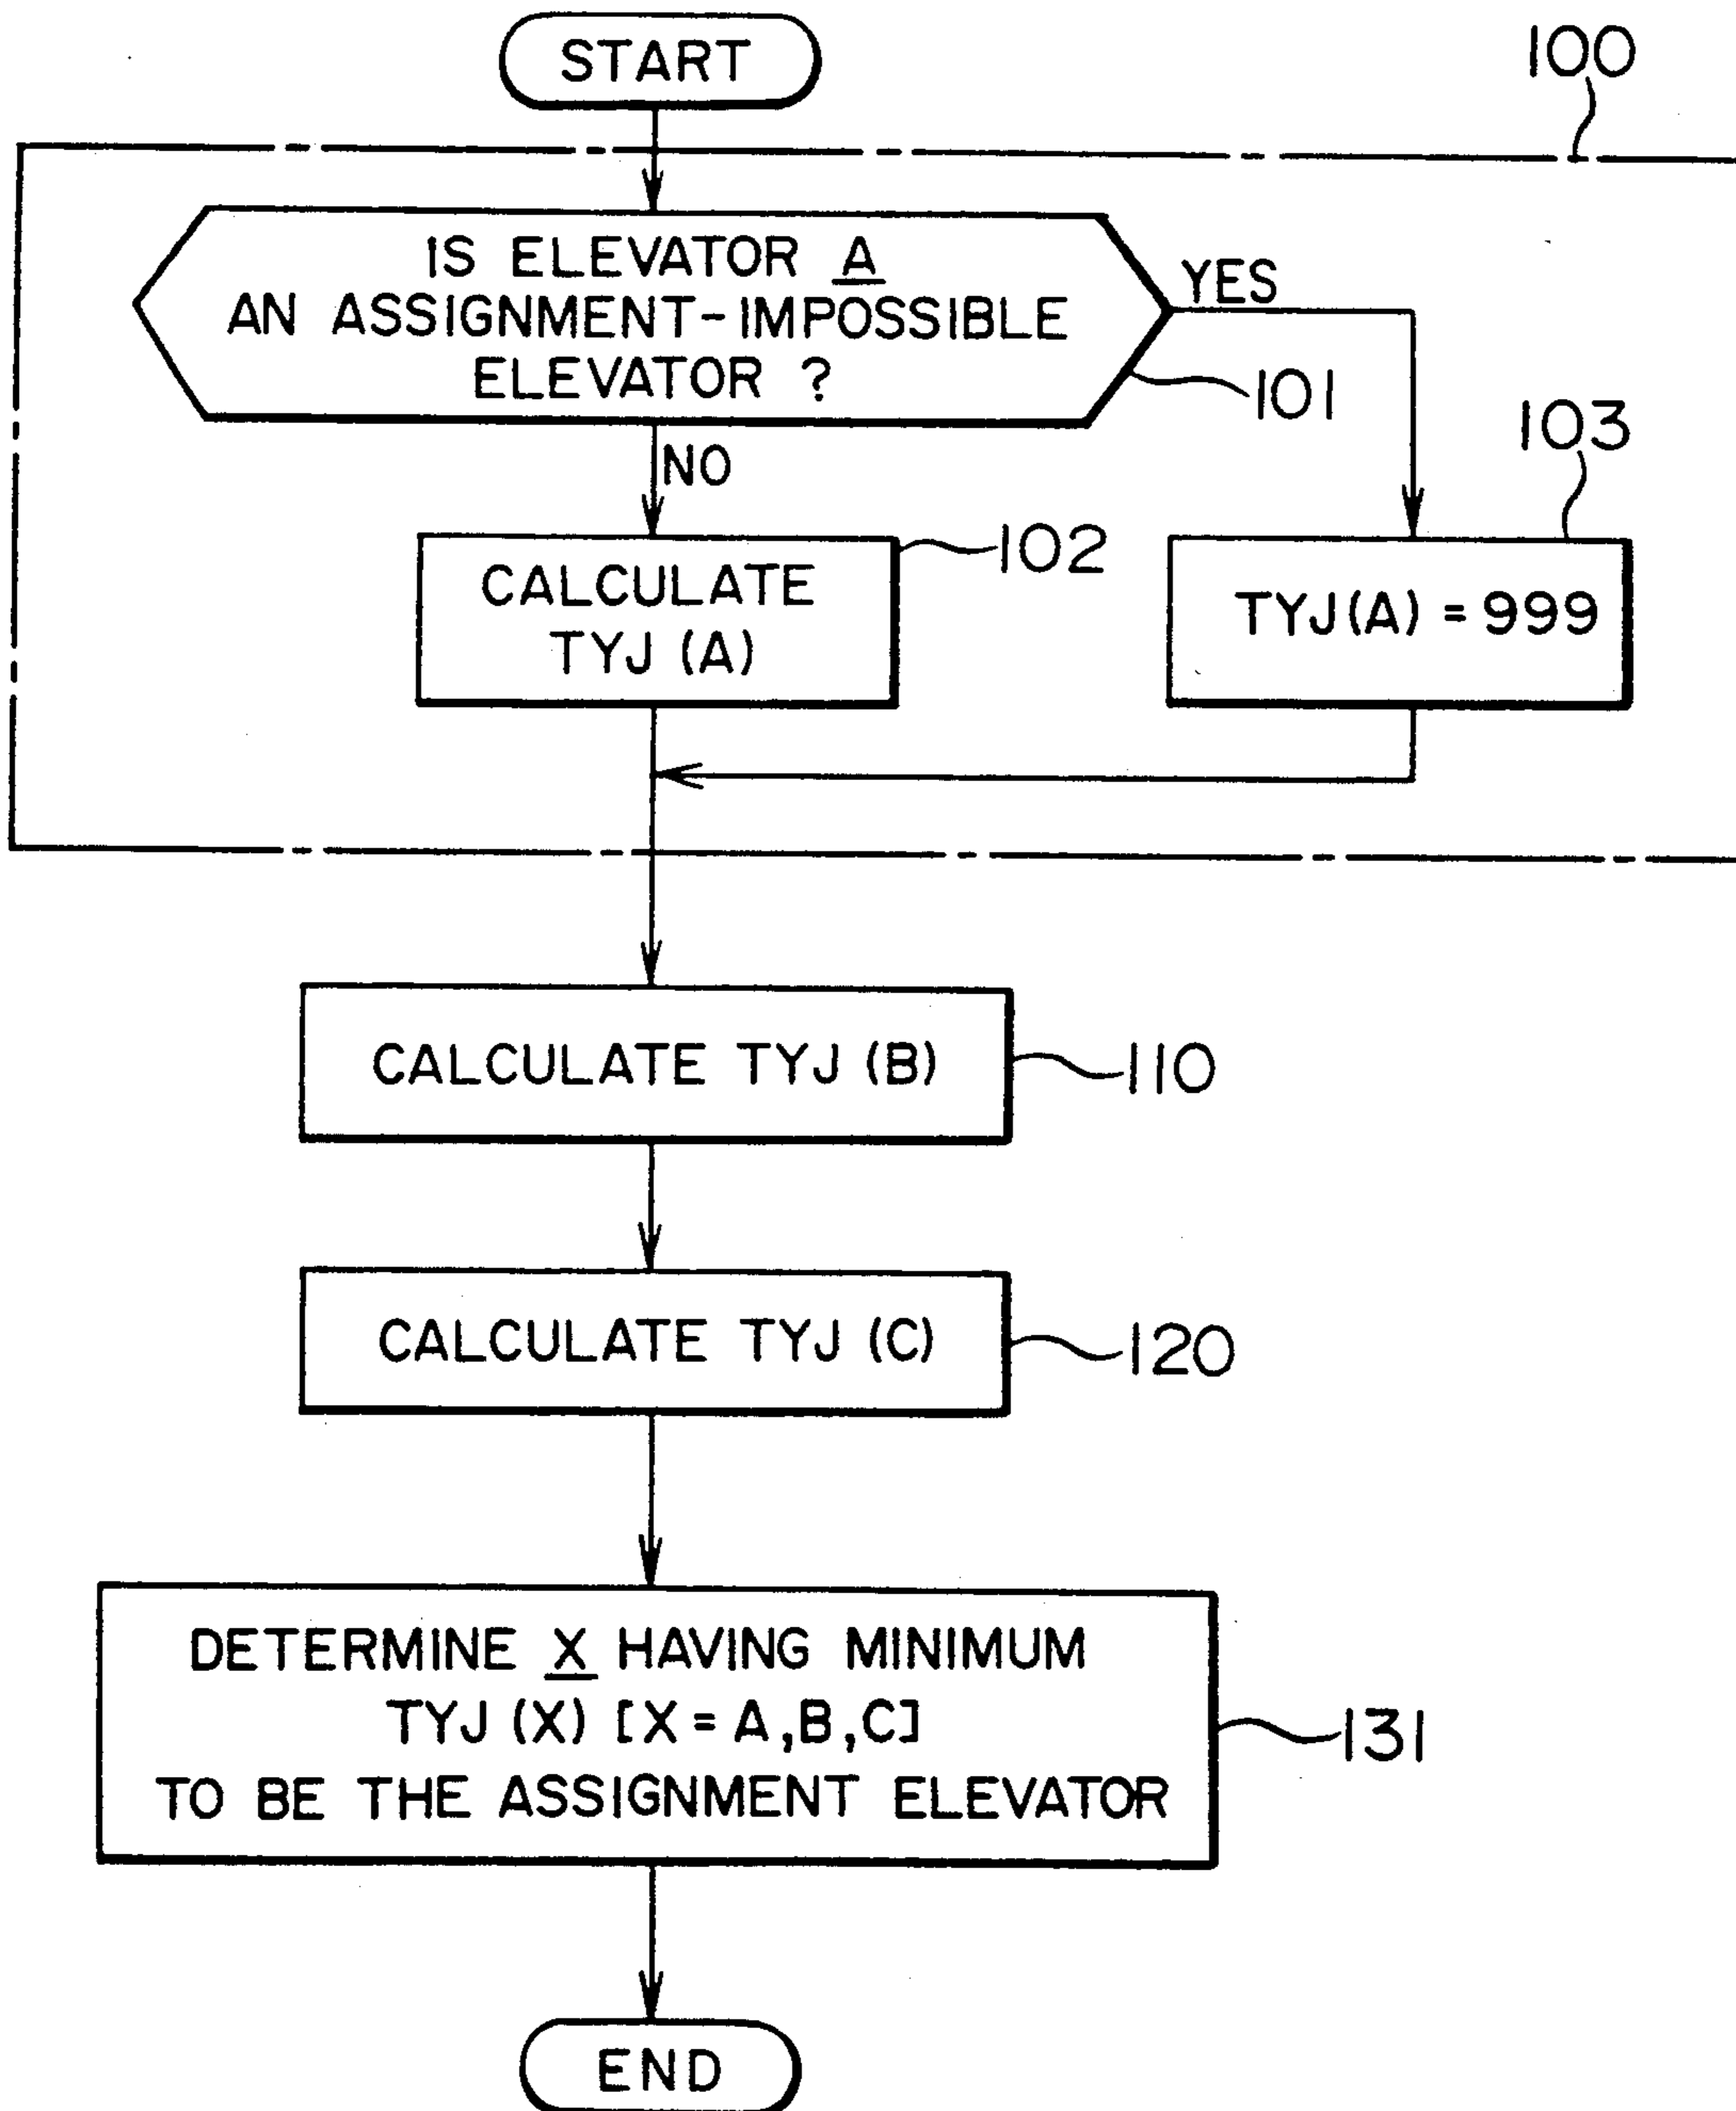 START
100
IS ELEVATOR A
AN ASSIGNMENT-IMPOSSIBLE
ELEVATOR ?
YES
101
NO
103
102
CALCULATE
TYJ (A)
TYJ(A) = 999
CALCULATE TYJ (B)
110
CALCULATE TYJ (C)
120
DETERMINE X HAVING MINIMUM
TYJ (X) [X = A,B,C]
TO BE THE ASSIGNMENT ELEVATOR
131
END